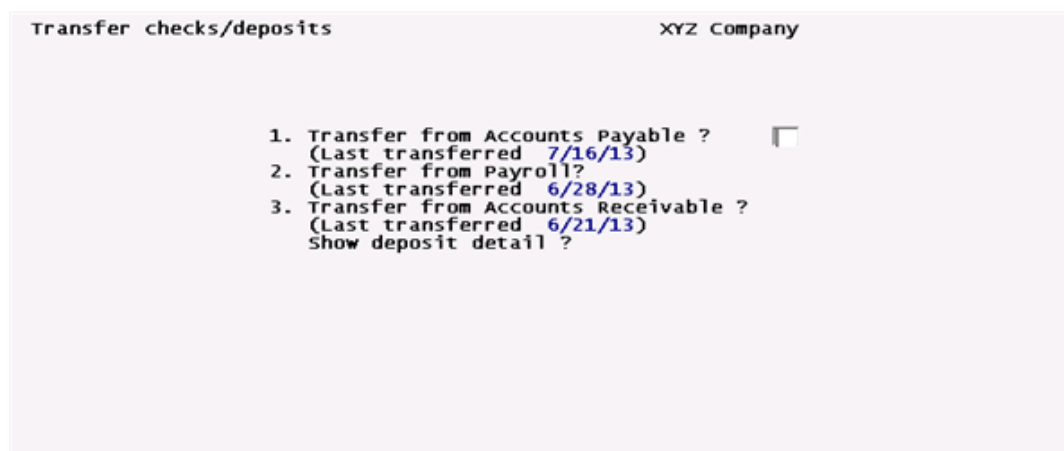 Transfer checks/deposits XYZ Company
1. Transfer from Accounts Payable ?
(Last transferred 7/16/13)
2. Transfer from Payroll?
(Last transferred 6/28/13)
3. Transfer from Accounts Receivable ?
(Last transferred 6/21/13)
Show deposit detail ?